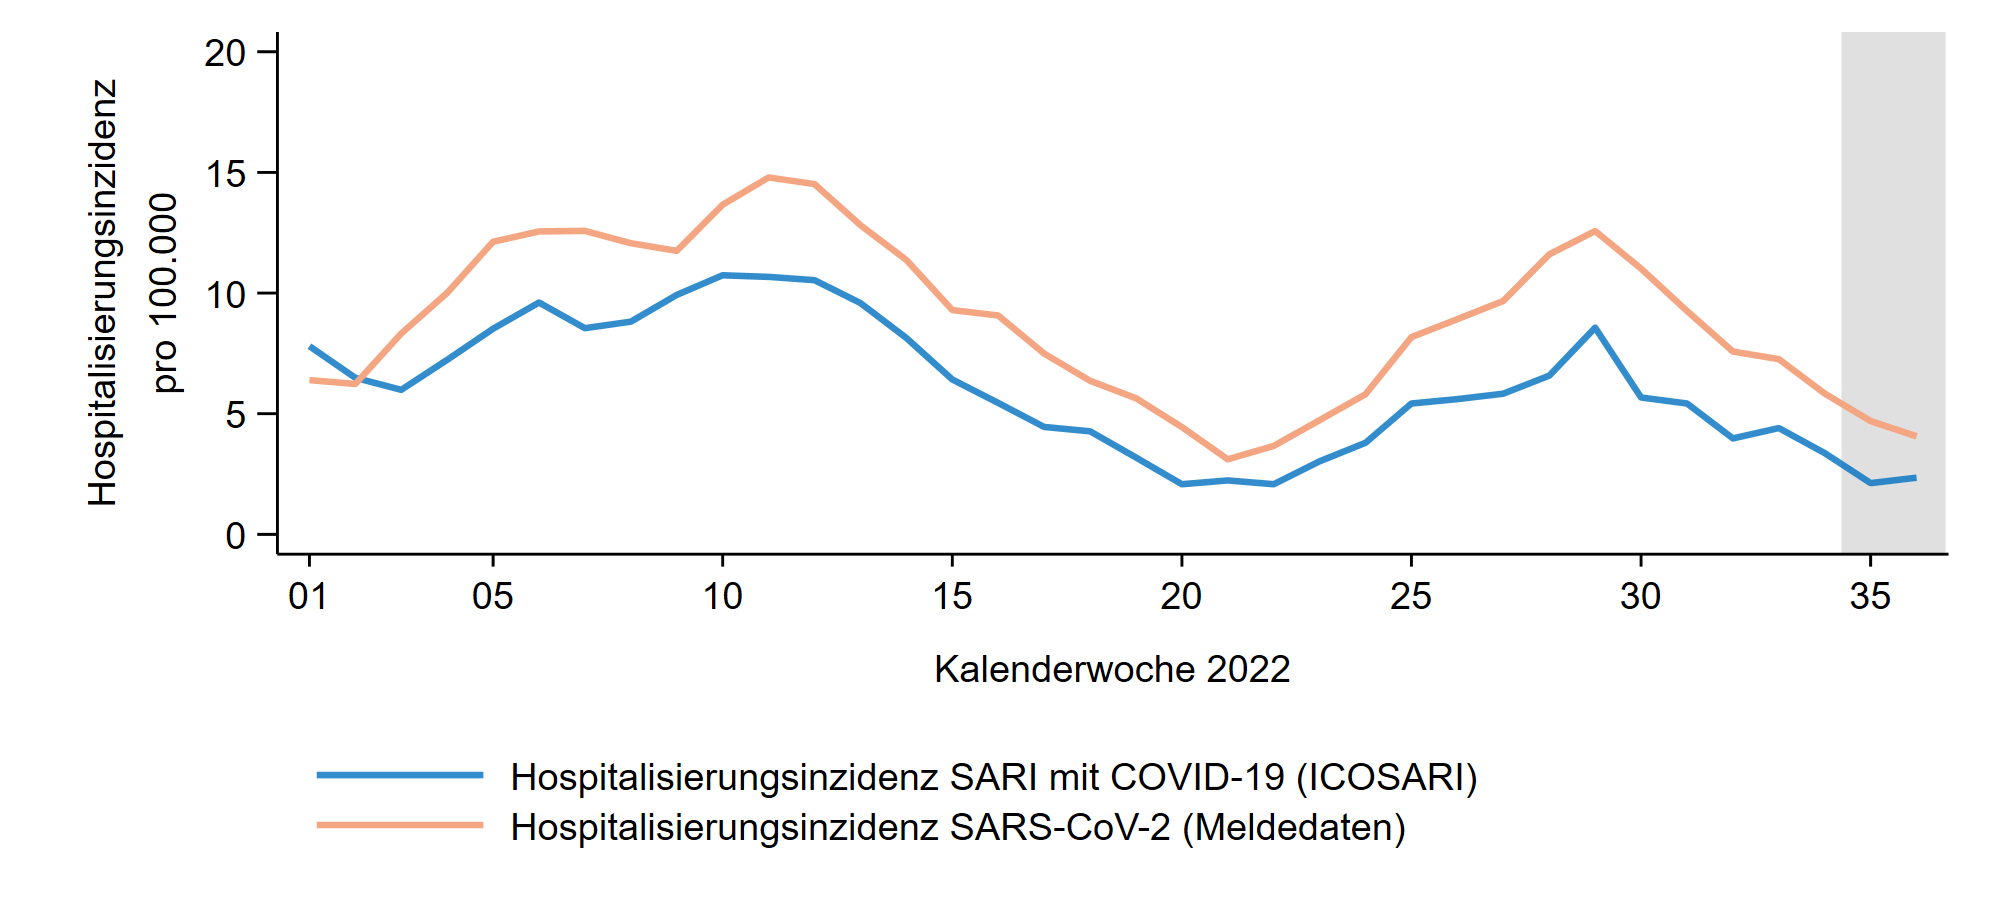 Hospitalisierungsinzidenz
pro 100.000
20
15
10
5
0
01 05 10 15 20 25 30 35
Kalenderwoche 2022
Hospitalisierungsinzidenz SARI mit COVID-19 (ICOSARI)
Hospitalisierungsinzidenz SARS-CoV-2 (Meldedaten)